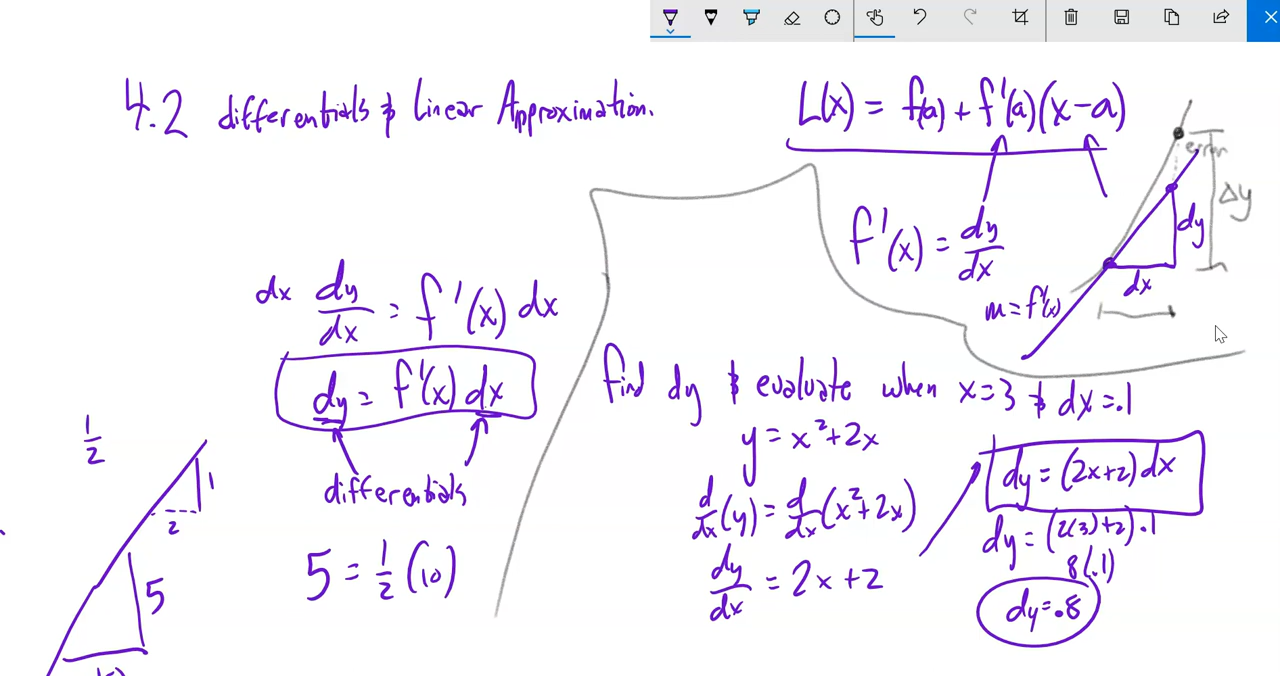 4.2 differentials & Linear Approximation.
L(x) = f(a) + f'(a)(x-a)
error
Δy
dy
dx
m = f'(x)
f'(x) = dy/dx
dx dy/dx = f'(x) dx
dy = f'(x) dx
differentials
1/2
1
2
5
5 = 1/2 (10)
find dy & evaluate when x=3 & dx=.1
y = x²+2x
d/dx (y) = d/dx (x²+2x)
dy/dx = 2x+2
dy = (2x+2)dx
dy = (2(3)+2).1
8(.1)
dy=.8